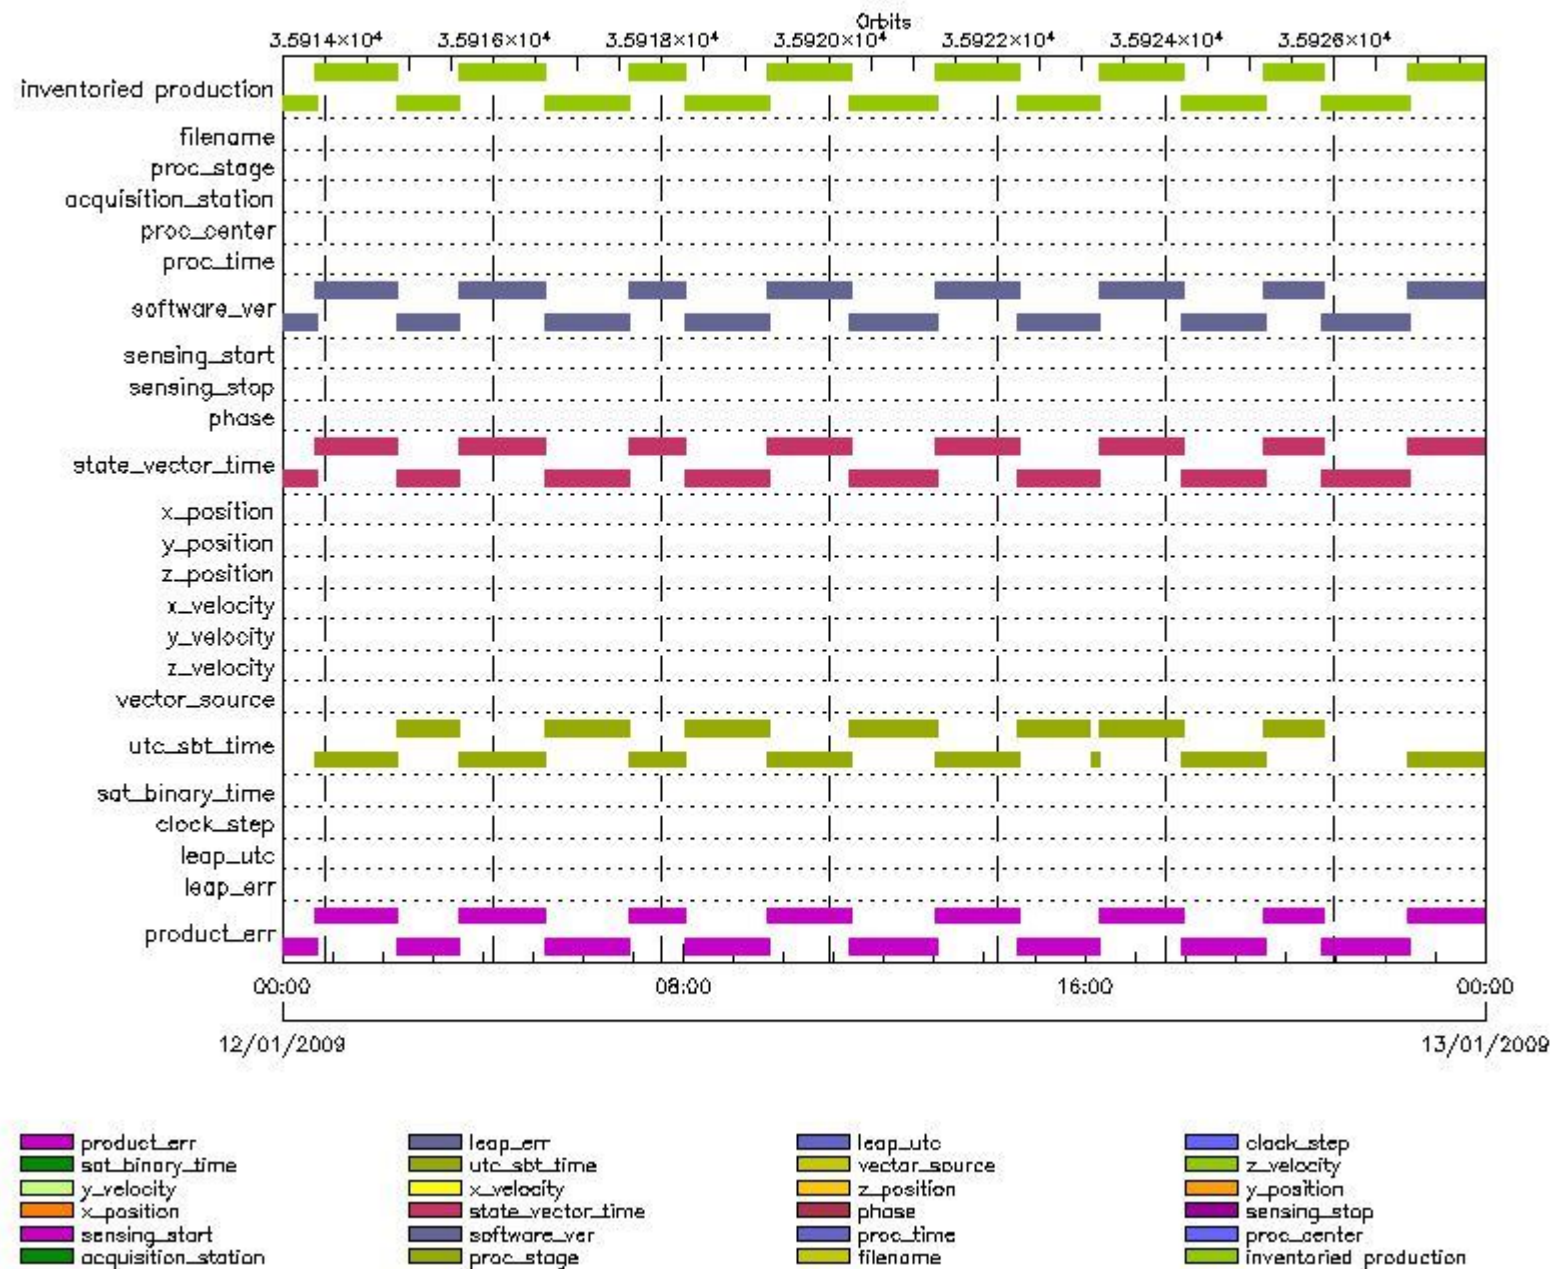 Orbits
3.5914×10⁴ 3.5916×10⁴ 3.5918×10⁴ 3.5920×10⁴ 3.5922×10⁴ 3.5924×10⁴ 3.5926×10⁴
inventoried production
filename
proc_stage
acquisition_station
proc_center
proc_time
software_ver
sensing_start
sensing_stop
phase
state_vector_time
x_position
y_position
z_position
x_velocity
y_velocity
z_velocity
vector_source
utc_sbt_time
sat_binary_time
clock_step
leap_utc
leap_err
product_err
00:00 08:00 16:00 00:00
12/01/2009 13/01/2009
product_err leap_err leap_utc clock_step
sat_binary_time utc_sbt_time vector_source z_velocity
y_velocity x_velocity z_position y_position
x_position state_vector_time phase sensing_stop
sensing_start software_ver proc_time proc_center
acquisition_station proc_stage filename inventoried production